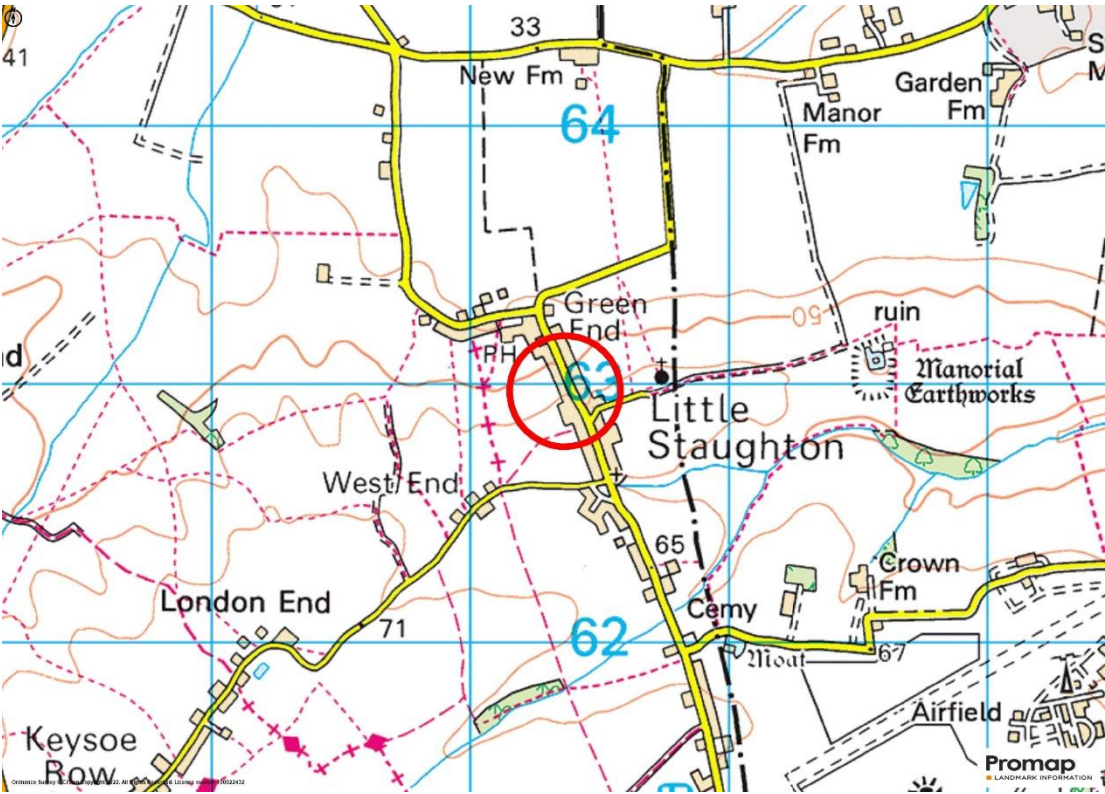 33
41
New Fm
Garden
Fm
64
Manor
Fm
Green
End
50
ruin
PH
63
Manorial
Earthworks
Little
Staughton
West End
65
Crown
Fm
London End
71
62
Cemy
Moat
67
Airfield
Keysoe
Row
Promap
LANDMARK INFORMATION